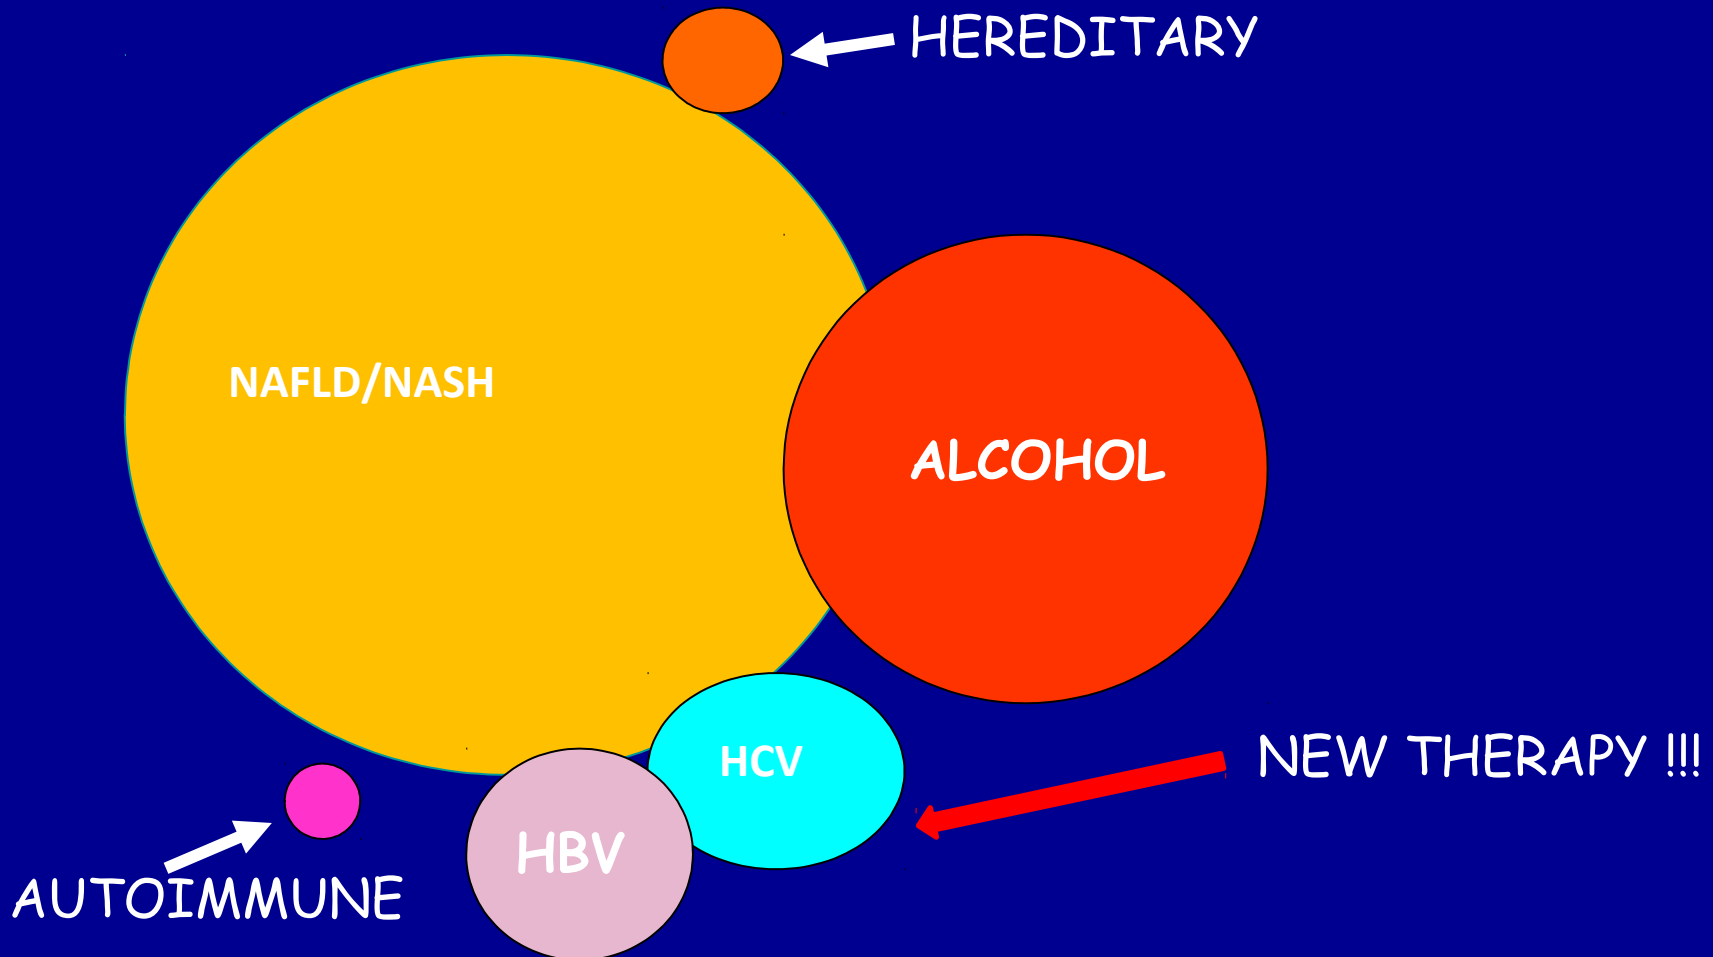 HEREDITARY
NAFLD/NASH
ALCOHOL
HCV
NEW THERAPY !!!
HBV
AUTOIMMUNE